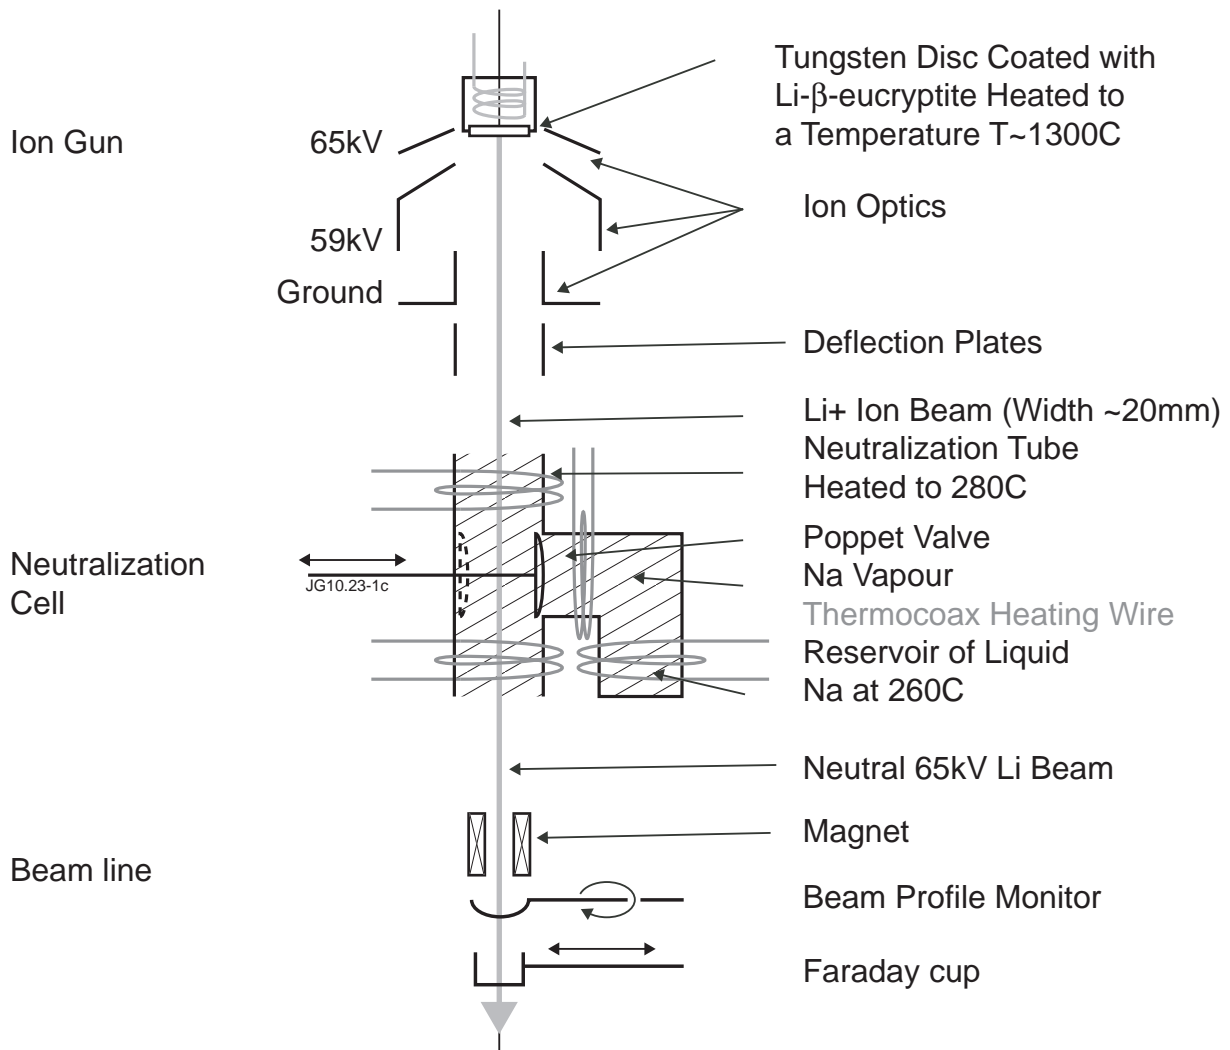 Tungsten Disc Coated with
Li-β-eucryptite Heated to
a Temperature T~1300C
Ion Gun
65kV
Ion Optics
59kV
Ground
Deflection Plates
Li+ Ion Beam (Width ~20mm)
Neutralization Tube
Heated to 280C
Neutralization
Cell
JG10.23-1c
Poppet Valve
Na Vapour
Thermocoax Heating Wire
Reservoir of Liquid
Na at 260C
Neutral 65kV Li Beam
Magnet
Beam line
Beam Profile Monitor
Faraday cup